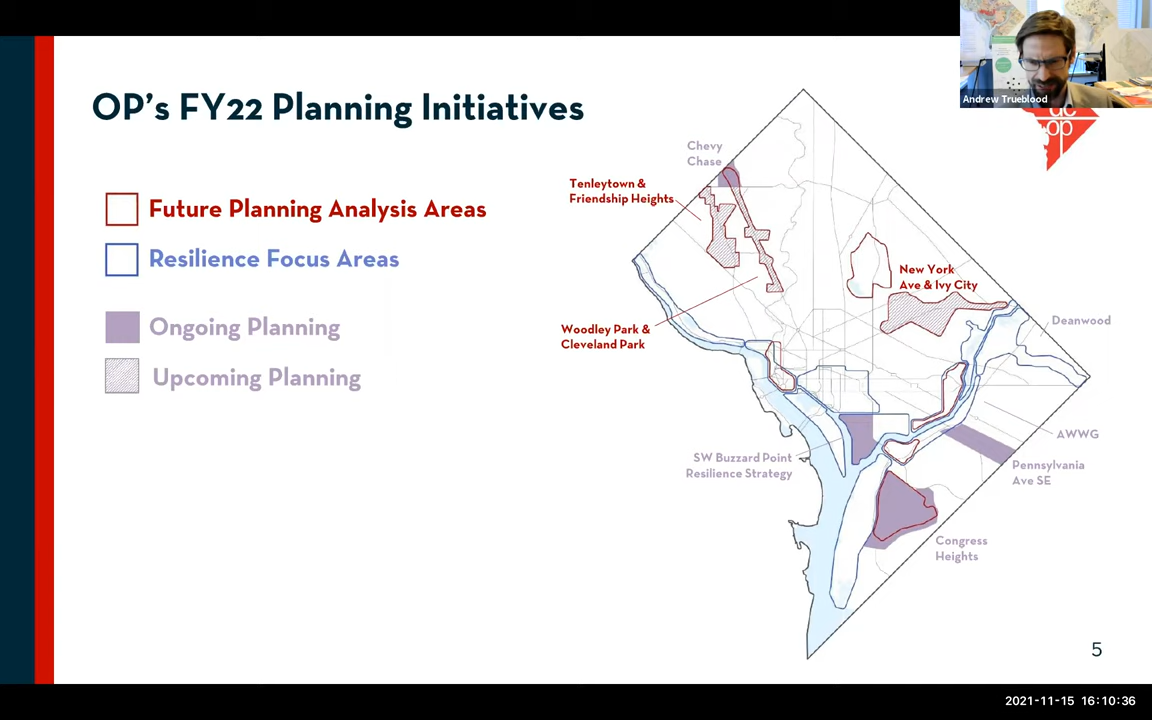 OP's FY22 Planning Initiatives
Future Planning Analysis Areas
Resilience Focus Areas
Ongoing Planning
Upcoming Planning
Chevy
Chase
Tenleytown &
Friendship Heights
New York
Ave & Ivy City
Woodley Park &
Cleveland Park
Deanwood
AWWG
SW Buzzard Point
Resilience Strategy
Pennsylvania
Ave SE
Congress
Heights
Andrew Trueblood
op
5
2021-11-15 16:10:36